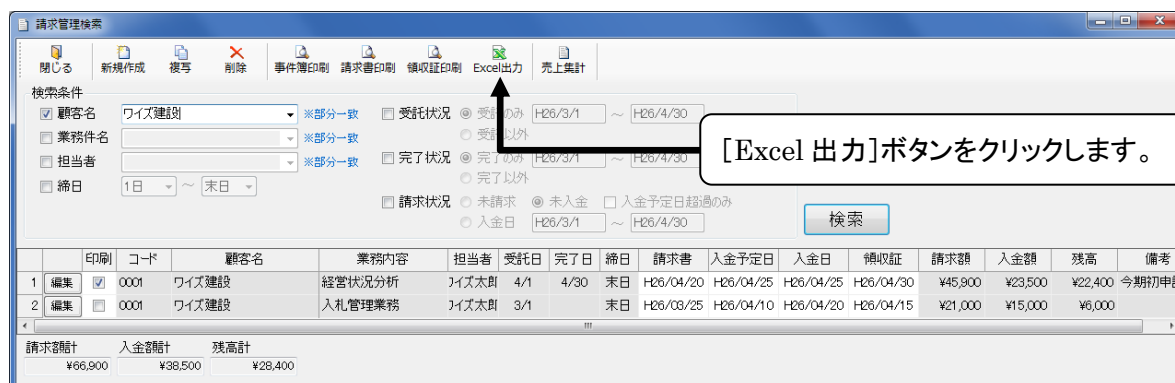 請求管理検索
閉じる 新規作成 複写 削除 事件簿印刷 請求書印刷 領収証印刷 Excel出力 売上集計
検索条件
顧客名 ワイズ建設 ※部分一致 受託状況 受託のみ H26/3/1 ～ H26/4/30
業務件名 ※部分一致 受託以外
担当者 ※部分一致 完了状況 完了のみ H26/3/1 ～ H26/4/30
完了以外
締日 1日 ～ 末日
請求状況 未請求 未入金 入金予定日超過のみ
入金日 H26/3/1 ～ H26/4/30
[Excel 出力]ボタンをクリックします。
検索
印刷 コード 顧客名 業務内容 担当者 受託日 完了日 締日 請求書 入金予定日 入金日 領収証 請求額 入金額 残高 備考
1 編集 0001 ワイズ建設 経営状況分析 ワイズ太郎 4/1 4/30 末日 H26/04/20 H26/04/25 H26/04/25 H26/04/30 ¥45,900 ¥23,500 ¥22,400 今期初申請
2 編集 0001 ワイズ建設 入札管理業務 ワイズ太郎 3/1 末日 H26/03/25 H26/04/10 H26/04/20 H26/04/15 ¥21,000 ¥15,000 ¥6,000
請求額計 入金額計 残高計
¥66,900 ¥38,500 ¥28,400